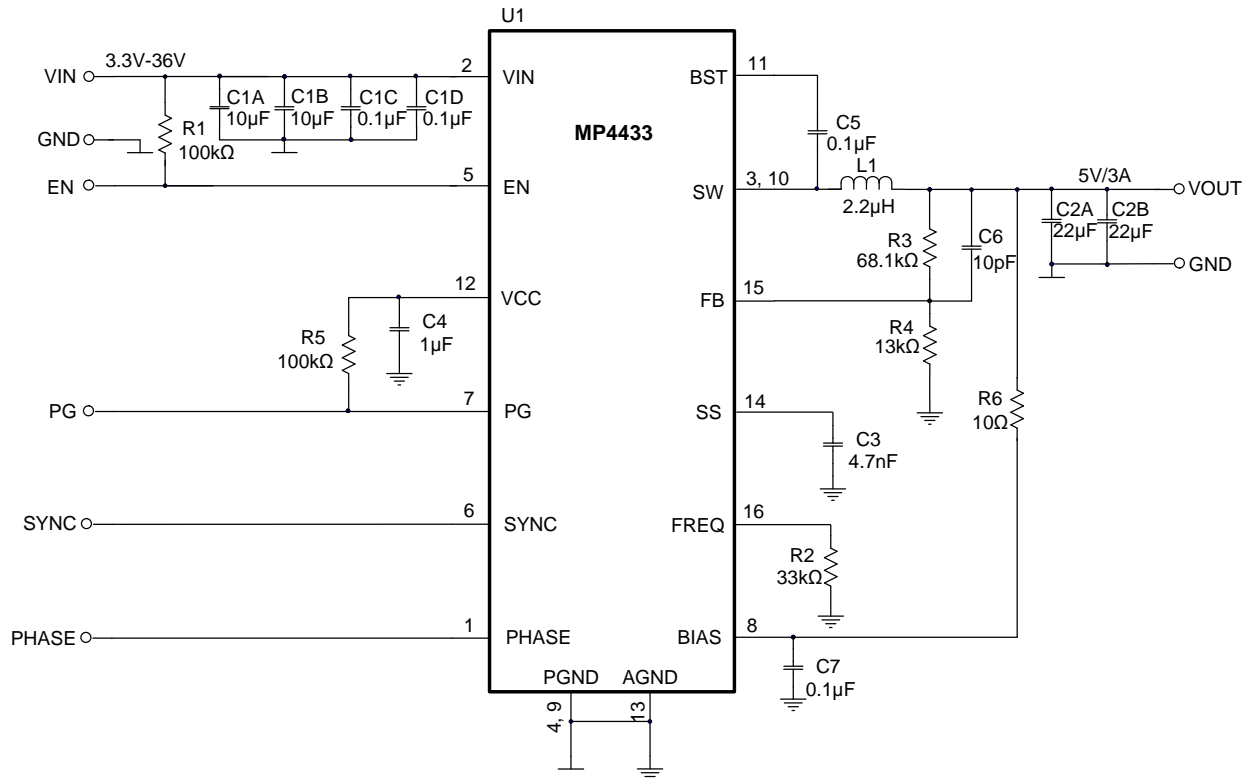 U1
VIN
3.3V-36V
2
VIN
C1A
10µF
C1B
10µF
C1C
0.1µF
C1D
0.1µF
GND
R1
100kΩ
EN
5
EN
MP4433
BST
11
C5
0.1µF
SW
3, 10
L1
2.2µH
5V/3A
VOUT
C2A
22µF
C2B
22µF
GND
R3
68.1kΩ
C6
10pF
12
VCC
FB
15
R5
100kΩ
C4
1µF
R4
13kΩ
PG
7
PG
SS
14
C3
4.7nF
R6
10Ω
SYNC
6
SYNC
FREQ
16
R2
33kΩ
PHASE
1
PHASE
BIAS
8
C7
0.1µF
PGND
AGND
4, 9
13